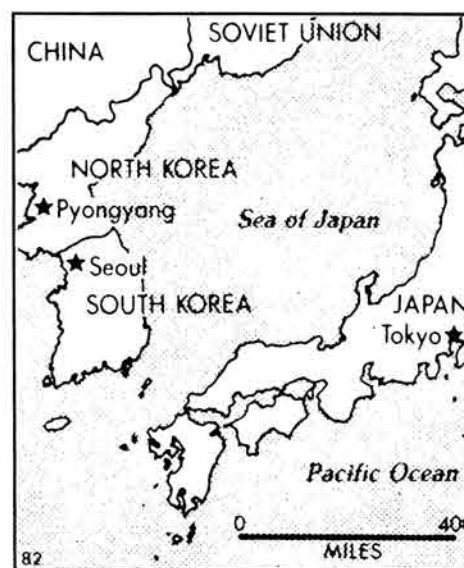 SOVIET UNION
CHINA
NORTH KOREA
Pyongyang
Sea of Japan
Seoul
SOUTH KOREA
JAPAN
Tokyo
Pacific Ocean
0 40
MILES
82